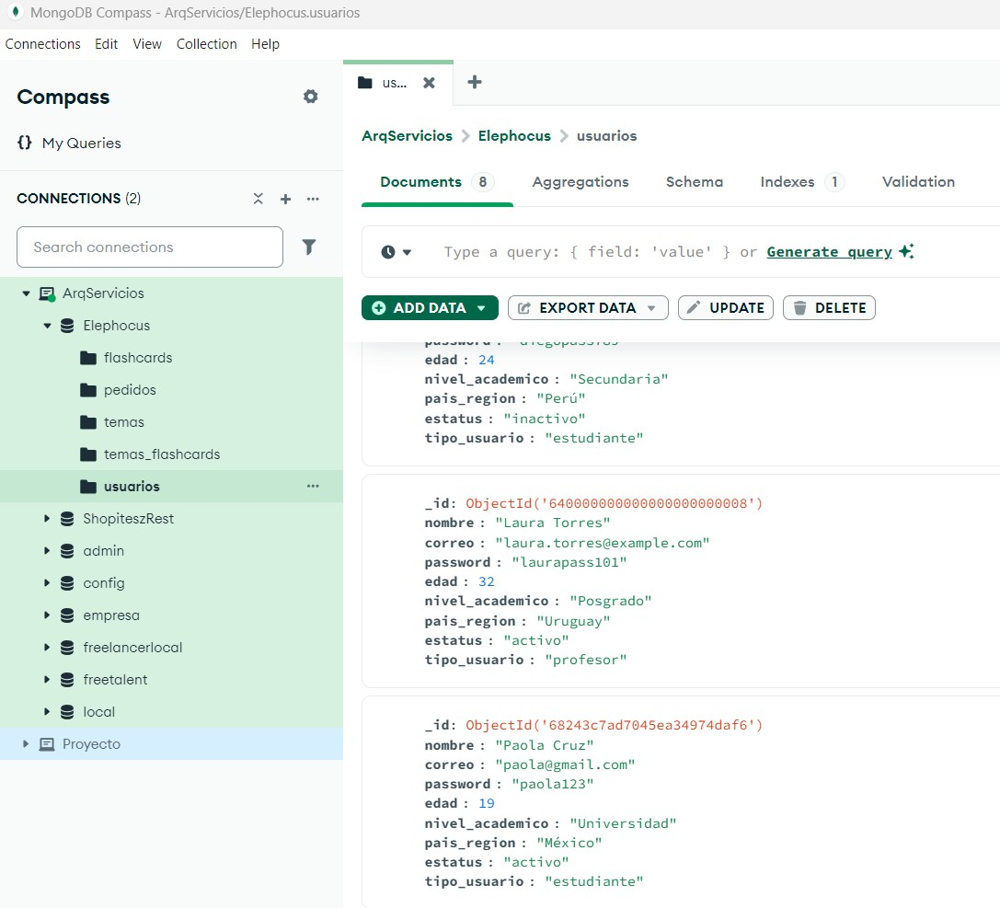 MongoDB Compass - ArqServicios/Elephocus.usuarios
Connections Edit View Collection Help
Compass
us...
{} My Queries
ArqServicios > Elephocus > usuarios
Documents 8 Aggregations Schema Indexes 1 Validation
CONNECTIONS (2)
Search connections
Type a query: { field: 'value' } or Generate query
ADD DATA EXPORT DATA UPDATE DELETE
ArqServicios
Elephocus
flashcards
pedidos
temas
temas_flashcards
usuarios
ShopiteszRest
admin
config
empresa
freelancerlocal
freetalent
local
Proyecto
edad : 24
nivel_academico : "Secundaria"
pais_region : "Perú"
estatus : "inactivo"
tipo_usuario : "estudiante"
_id: ObjectId('640000000000000000000008')
nombre : "Laura Torres"
correo : "laura.torres@example.com"
password : "laurapass101"
edad : 32
nivel_academico : "Posgrado"
pais_region : "Uruguay"
estatus : "activo"
tipo_usuario : "profesor"
_id: ObjectId('68243c7ad7045ea34974daf6')
nombre : "Paola Cruz"
correo : "paola@gmail.com"
password : "paola123"
edad : 19
nivel_academico : "Universidad"
pais_region : "México"
estatus : "activo"
tipo_usuario : "estudiante"